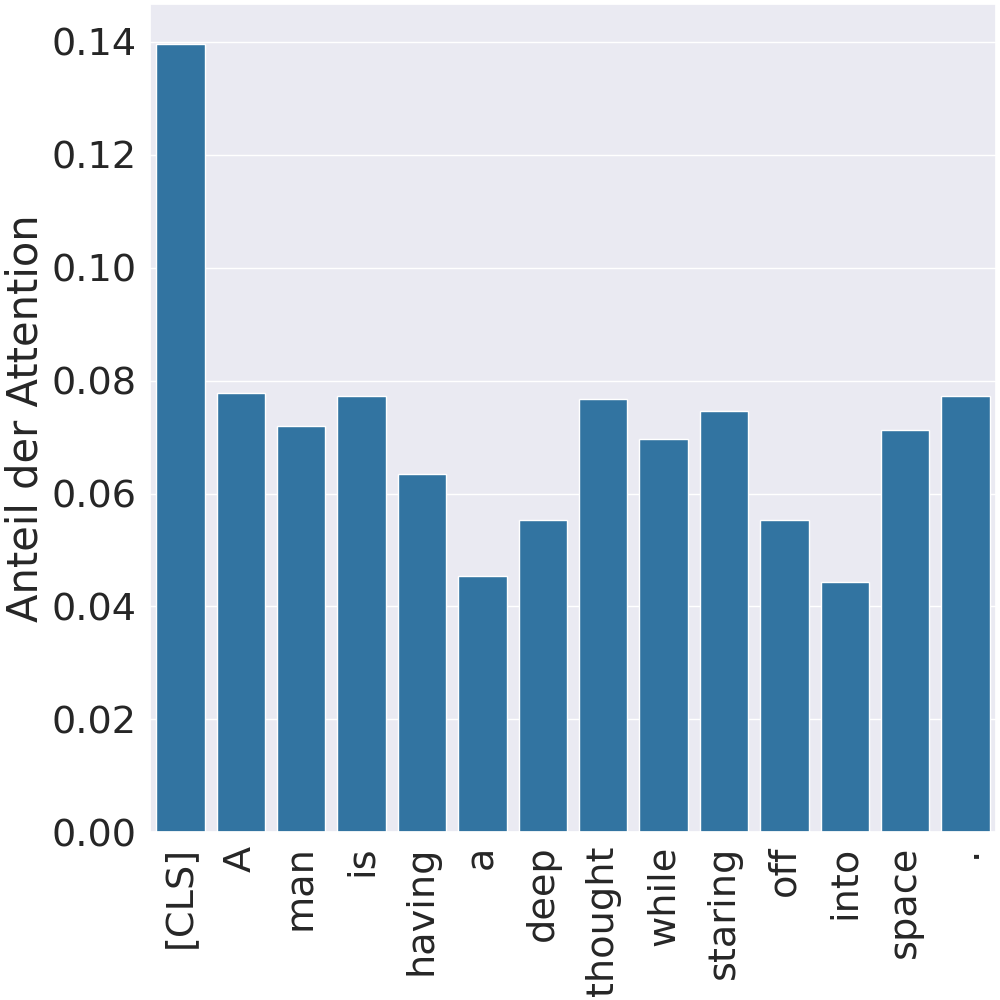 Anteil der Attention
0.14
0.12
0.10
0.08
0.06
0.04
0.02
0.00
[CLS]
A
man
is
having
a
deep
thought
while
staring
off
into
space
.